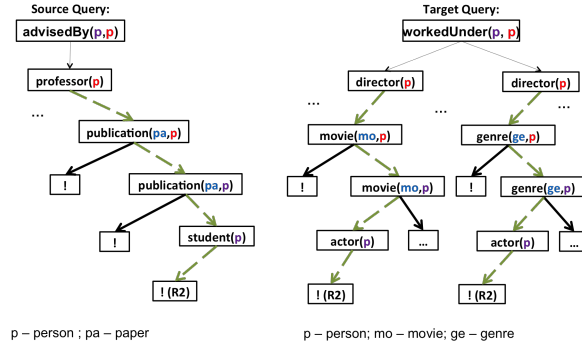 Source Query:
advisedBy(p,p)
professor(p)
...
publication(pa,p)
!
publication(pa,p)
!
student(p)
! (R2)
p – person ; pa – paper
Target Query:
workedUnder(p, p)
director(p)
director(p)
...
...
...
movie(mo,p)
genre(ge,p)
!
movie(mo,p)
!
genre(ge,p)
actor(p)
...
actor(p)
...
! (R2)
! (R2)
p – person; mo – movie; ge – genre